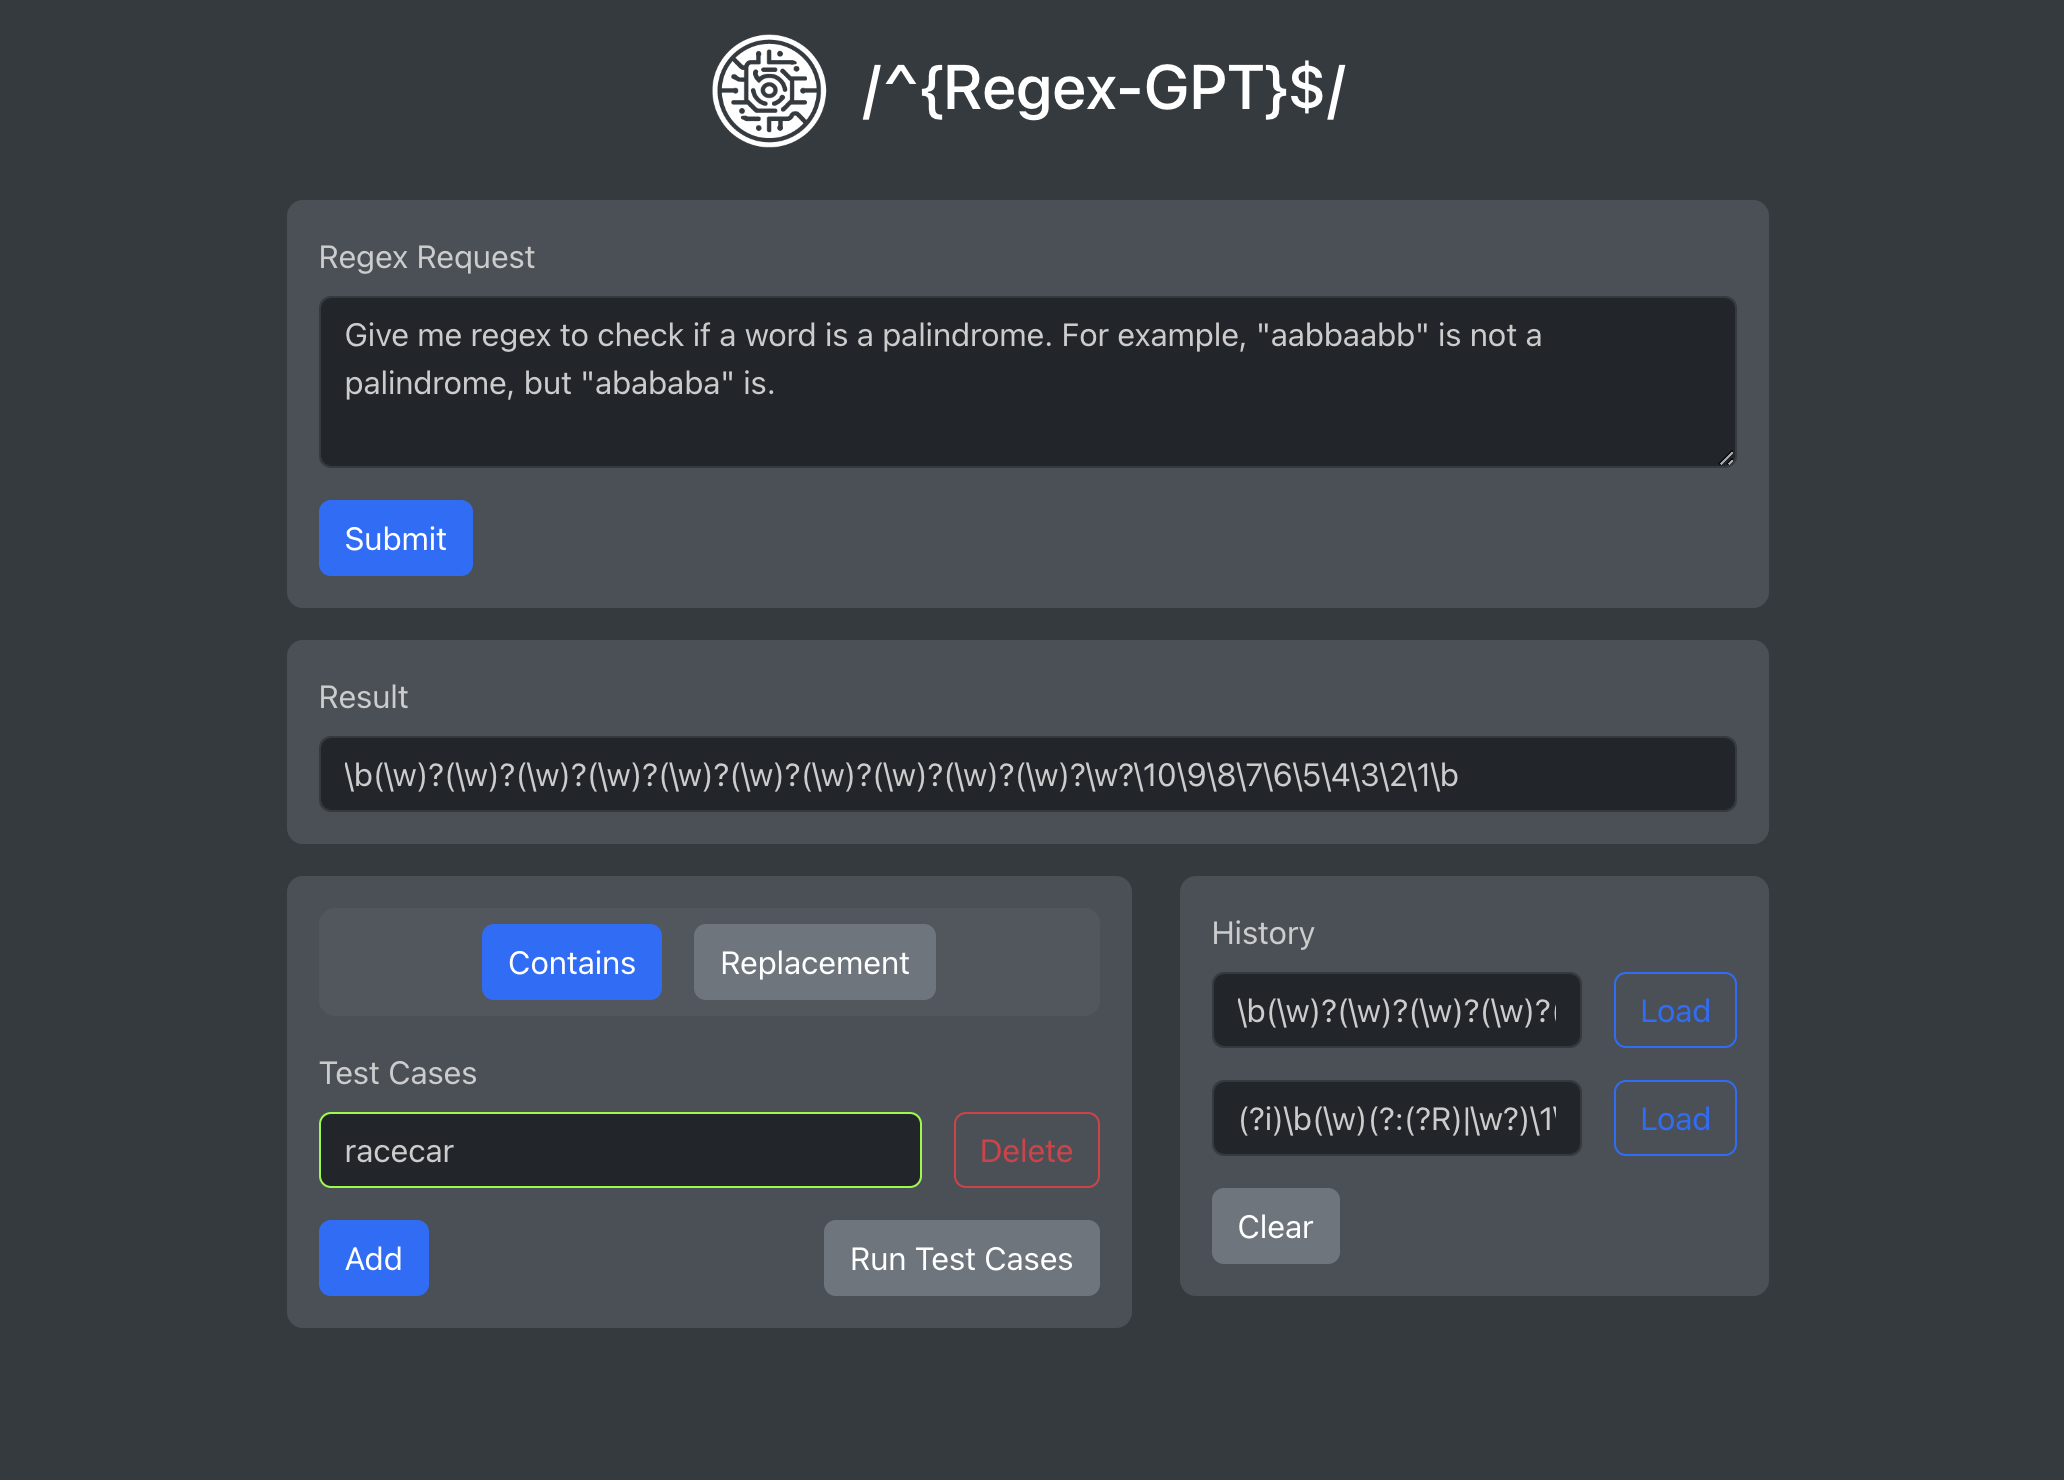 /^{Regex-GPT}$/
Regex Request
Give me regex to check if a word is a palindrome. For example, "aabbaabb" is not a
palindrome, but "abababa" is.
Submit
Result
\b(\w)?(\w)?(\w)?(\w)?(\w)?(\w)?(\w)?(\w)?(\w)?(\w)?\w?\10\9\8\7\6\5\4\3\2\1\b
Contains Replacement
Test Cases
racecar Delete
Add Run Test Cases
History
\b(\w)?(\w)?(\w)?(\w)?( Load
(?i)\b(\w)(?:(?R)|\w?)\1\ Load
Clear